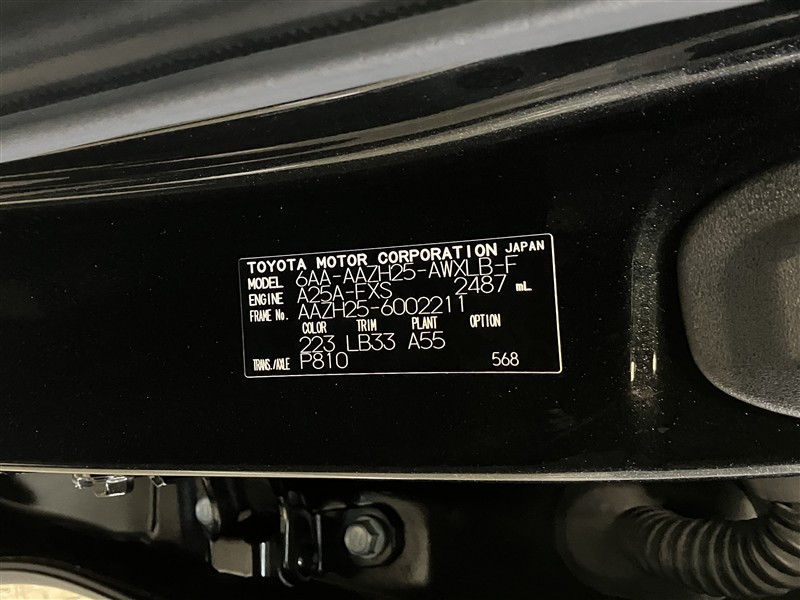 TOYOTA MOTOR CORPORATION JAPAN
MODEL 6AA-AAZH25-AWXLB-F
ENGINE A25A-FXS 2487 mL
FRAME No. AAZH25-6002211
COLOR TRIM PLANT OPTION
223 LB33 A55
TRANS./AXLE P810 568